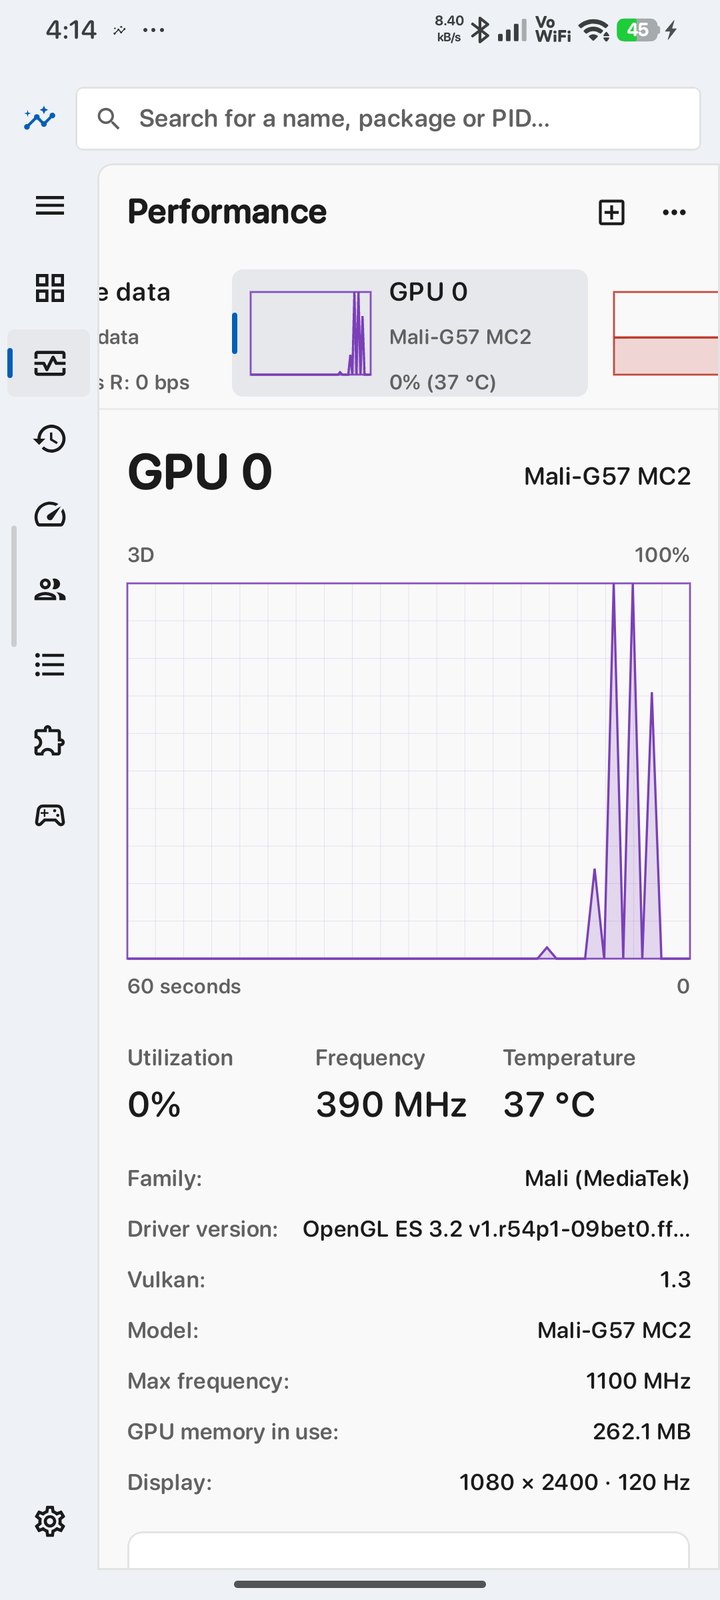 4:14
8.40
kB/s
Vo
WiFi
45
Search for a name, package or PID...
Performance
e data
data
s R: 0 bps
GPU 0
Mali-G57 MC2
0% (37 °C)
GPU 0
Mali-G57 MC2
3D
100%
60 seconds
0
Utilization
Frequency
Temperature
0%
390 MHz
37 °C
Family:
Mali (MediaTek)
Driver version:
OpenGL ES 3.2 v1.r54p1-09bet0.ff...
Vulkan:
1.3
Model:
Mali-G57 MC2
Max frequency:
1100 MHz
GPU memory in use:
262.1 MB
Display:
1080 × 2400 · 120 Hz